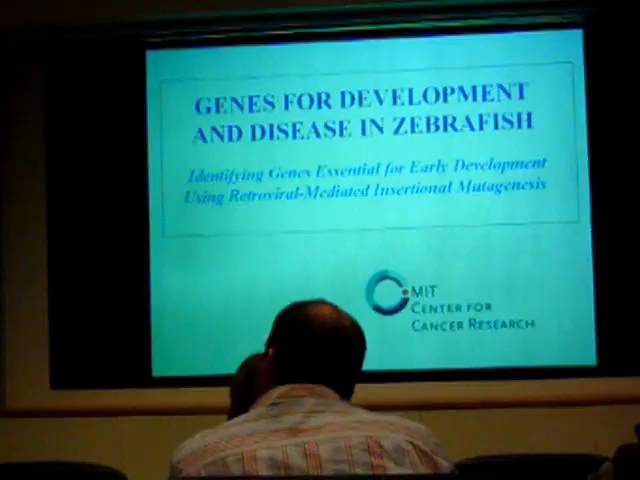 GENES FOR DEVELOPMENT
AND DISEASE IN ZEBRAFISH
Identifying Genes Essential for Early Development
Using Retroviral-Mediated Insertional Mutagenesis
MIT
CENTER FOR
CANCER RESEARCH